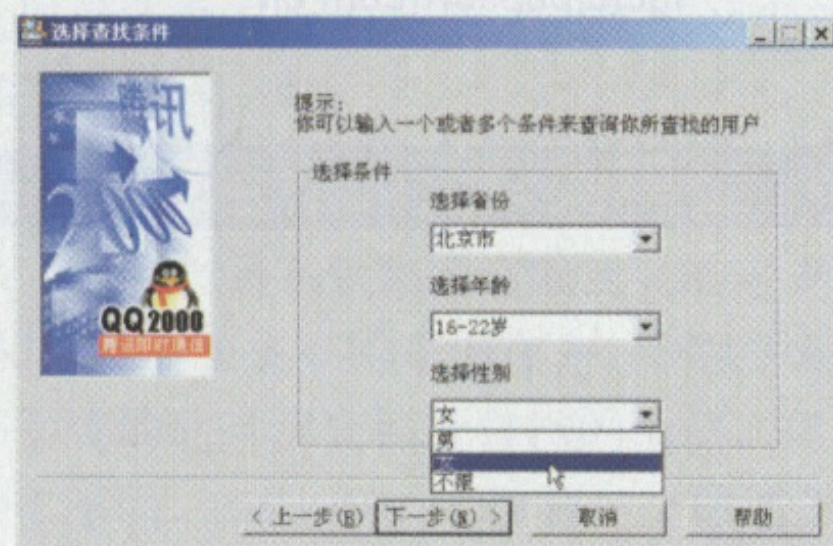 选择查找条件
提示：
你可以输入一个或者多个条件来查询你所查找的用户
选择条件
选择省份
北京市
选择年龄
16-22岁
选择性别
女
男
女
不限
QQ2000
腾讯即时通信
< 上一步(B)
下一步(N) >
取消
帮助